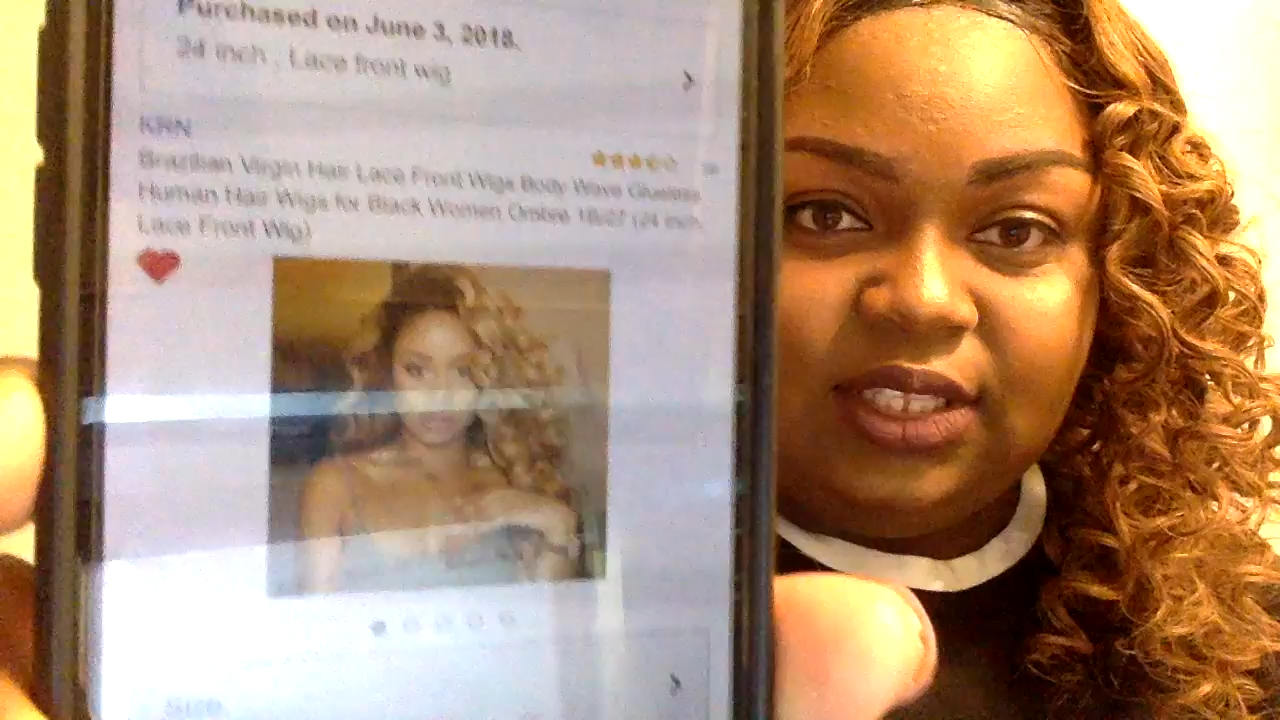 Purchased on June 3, 2018.
24 inch , Lace front wig
KRN
Brazilian Virgin Hair Lace Front Wigs Body Wave Glueless
Human Hair Wigs for Black Women Ombre 1B/27 (24 inch,
Lace Front Wig)
Size